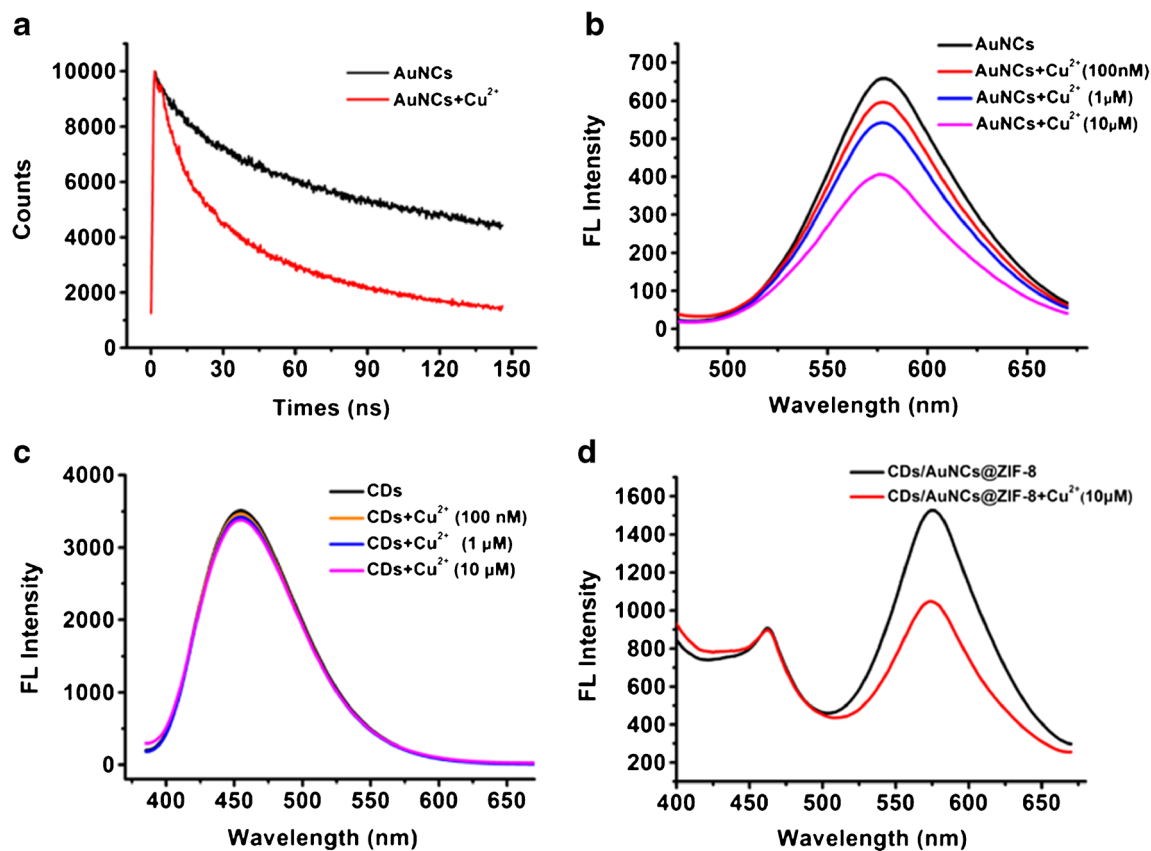 a
AuNCs
AuNCs+Cu²⁺
10000
8000
6000
4000
2000
0
Counts
0 30 60 90 120 150
Times (ns)
b
AuNCs
AuNCs+Cu²⁺(100nM)
AuNCs+Cu²⁺ (1µM)
AuNCs+Cu²⁺(10µM)
700
600
500
400
300
200
100
0
FL Intensity
500 550 600 650
Wavelength (nm)
c
CDs
CDs+Cu²⁺ (100 nM)
CDs+Cu²⁺ (1 µM)
CDs+Cu²⁺ (10 µM)
4000
3000
2000
1000
0
FL Intensity
400 450 500 550 600 650
Wavelength (nm)
d
CDs/AuNCs@ZIF-8
CDs/AuNCs@ZIF-8+Cu²⁺(10µM)
1600
1400
1200
1000
800
600
400
200
FL Intensity
400 450 500 550 600 650
Wavelength (nm)